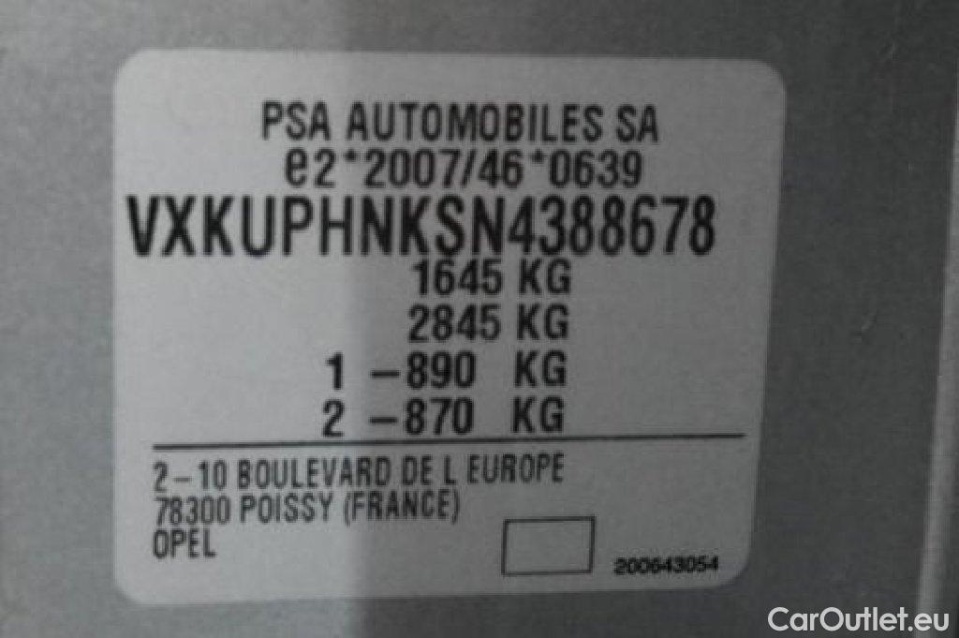 PSA AUTOMOBILES SA
e2*2007/46*0639
VXKUPHNKSN4388678
1645 KG
2845 KG
1 -890 KG
2 -870 KG
2-10 BOULEVARD DE L EUROPE
78300 POISSY (FRANCE)
OPEL
200643054
CarOutlet.eu